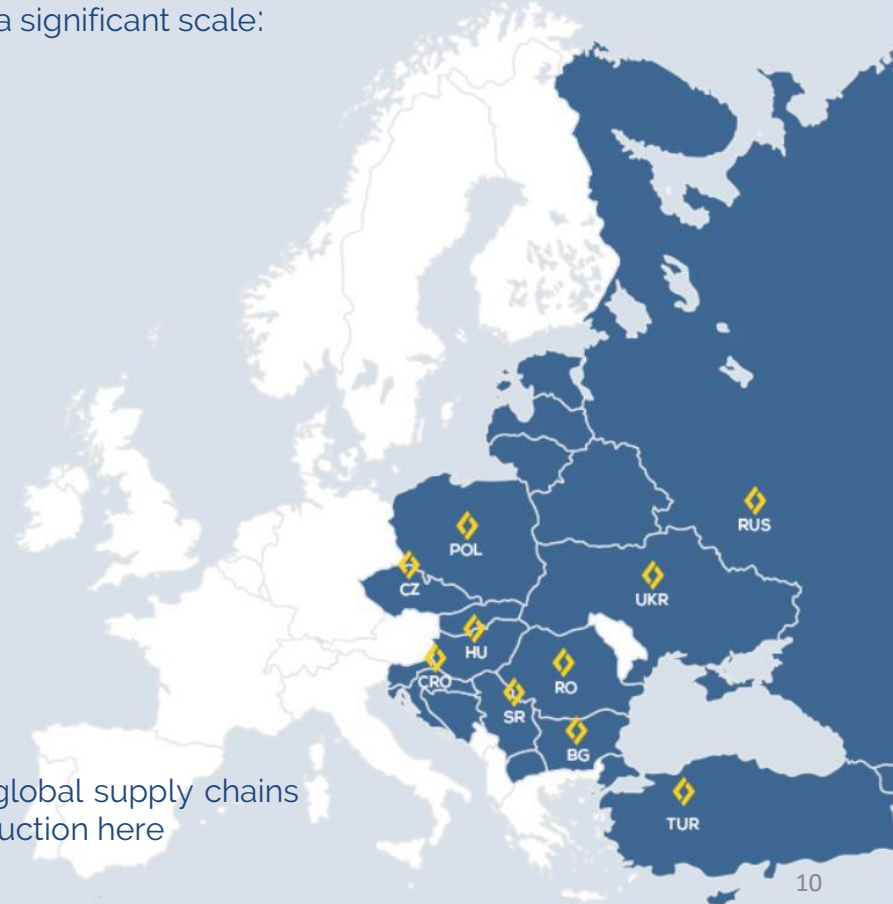 a significant scale:
RUS
POL
CZ
UKR
HU
CRO
RO
SR
BG
TUR
global supply chains
uction here
10